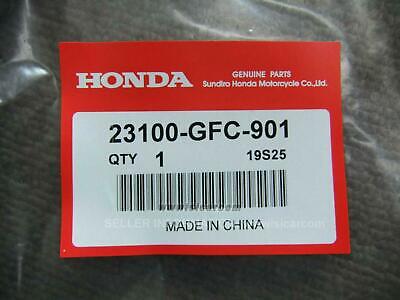 HONDA
GENUINE PARTS
Sundiro Honda Motorcycle Co.,Ltd.
23100-GFC-901
QTY 1 19S25
MADE IN CHINA